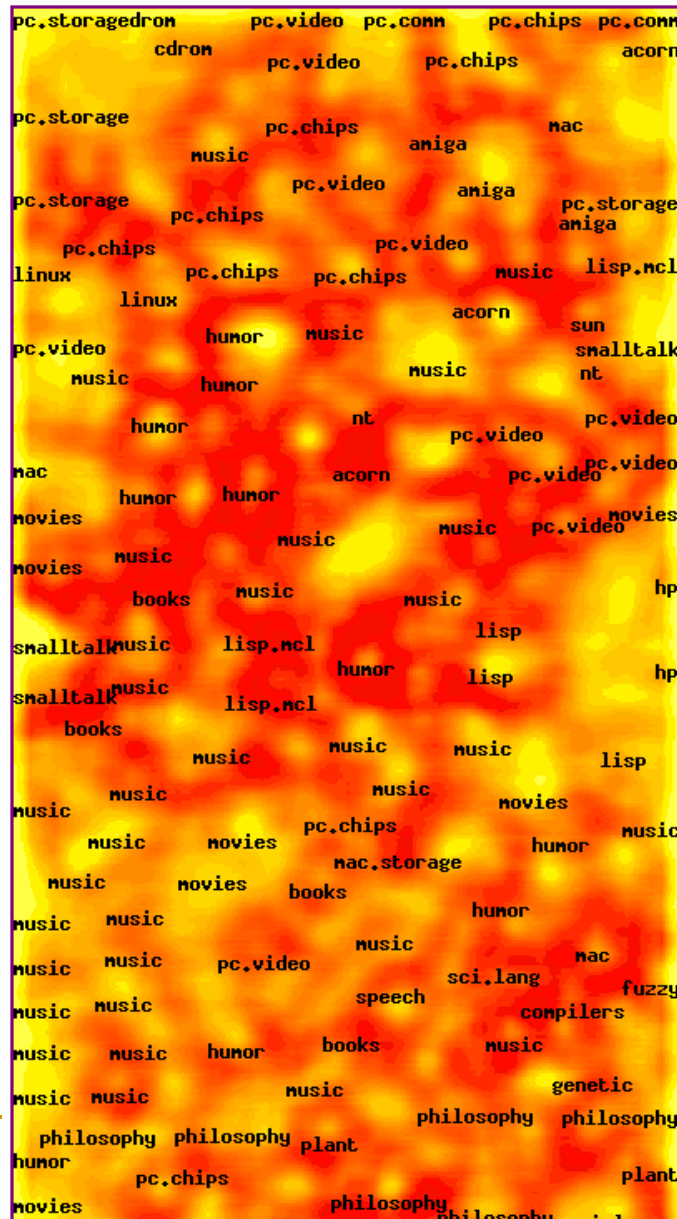 pc.storagedrom pc.video pc.comm pc.chips pc.comm
cdrom acorn
pc.video pc.chips
pc.storage pc.chips mac
amiga
music
pc.video amiga
pc.storage pc.storage
pc.chips amiga
pc.chips pc.video
linux pc.chips pc.chips music lisp.mcl
linux acorn
humor music sun
pc.video smalltalk
music humor music nt
humor nt pc.video
pc.video
mac acorn pc.video pc.video
humor humor
movies music pc.video movies
music music
movies
books music music hp
lisp
smalltalk music lisp.mcl
humor lisp hp
smalltalk music lisp.mcl
books
music music music lisp
music music movies
music pc.chips music
music movies humor
mac.storage
music movies books
music music humor
music
music music pc.video mac
sci.lang
music music speech compilers fuzzy
music music humor books music
music music music genetic
philosophy philosophy
philosophy philosophy plant
humor
pc.chips plant
movies philosophy
philosophy